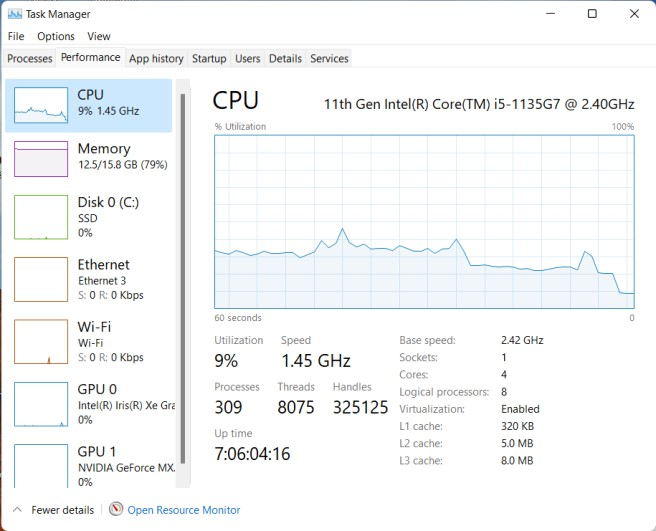 Task Manager
File Options View
Processes Performance App history Startup Users Details Services
CPU
9% 1.45 GHz
Memory
12.5/15.8 GB (79%)
Disk 0 (C:)
SSD
0%
Ethernet
Ethernet 3
S: 0 R: 0 Kbps
Wi-Fi
Wi-Fi
S: 0 R: 0 Kbps
GPU 0
Intel(R) Iris(R) Xe Gra
0%
GPU 1
NVIDIA GeForce MX.
0%
CPU 11th Gen Intel(R) Core(TM) i5-1135G7 @ 2.40GHz
% Utilization 100%
60 seconds 0
Utilization Speed
9% 1.45 GHz
Processes Threads Handles
309 8075 325125
Up time
7:06:04:16
Base speed: 2.42 GHz
Sockets: 1
Cores: 4
Logical processors: 8
Virtualization: Enabled
L1 cache: 320 KB
L2 cache: 5.0 MB
L3 cache: 8.0 MB
Fewer details Open Resource Monitor